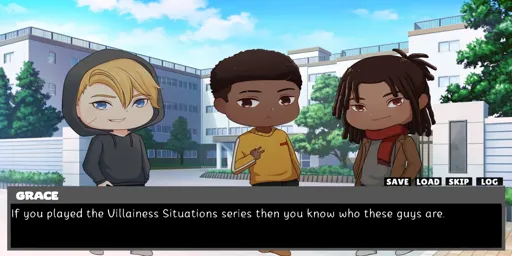 SAVE LOAD SKIP LOG
GRACE
If you played the Villainess Situations series then you know who these guys are.